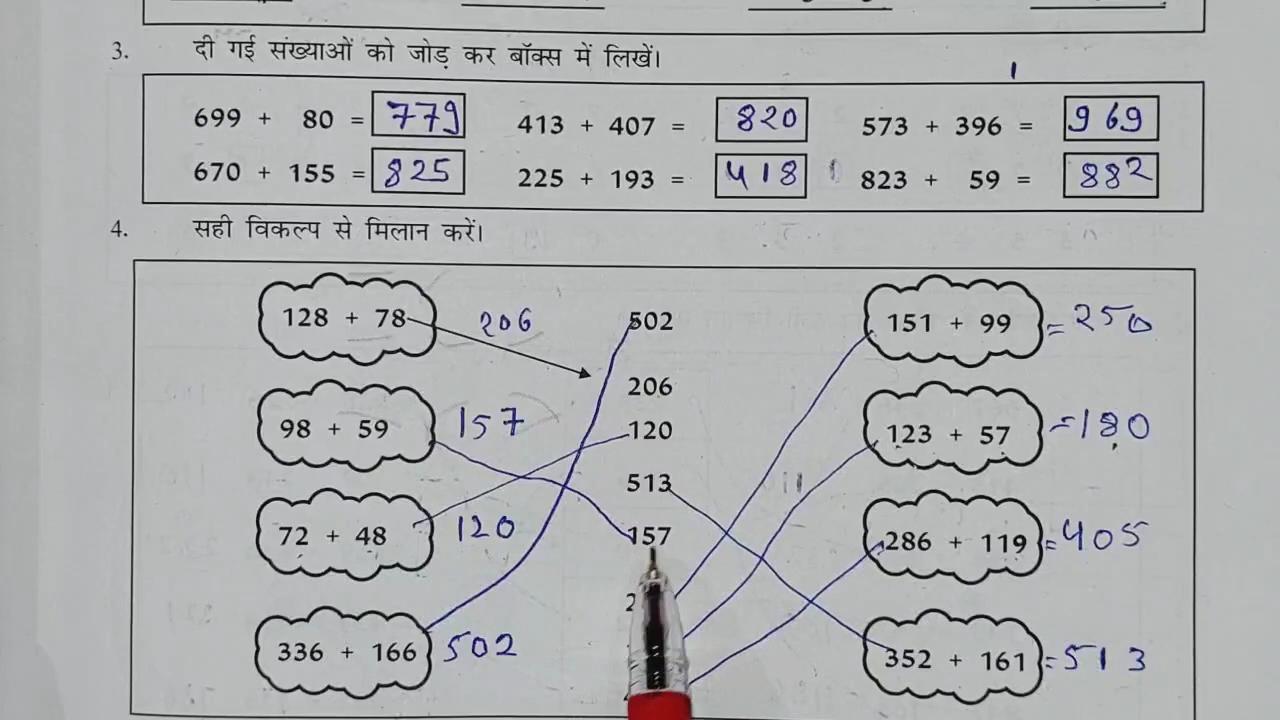 3. दी गई संख्याओं को जोड़ कर बॉक्स में लिखें।
699 + 80 = 779 413 + 407 = 820 573 + 396 = 969
670 + 155 = 825 225 + 193 = 418 823 + 59 = 882
4. सही विकल्प से मिलान करें।
128 + 78 206 502 151 + 99 = 250
206
98 + 59 157 120 123 + 57 = 180
513
72 + 48 120 157 286 + 119 = 405
336 + 166 502 352 + 161 = 513